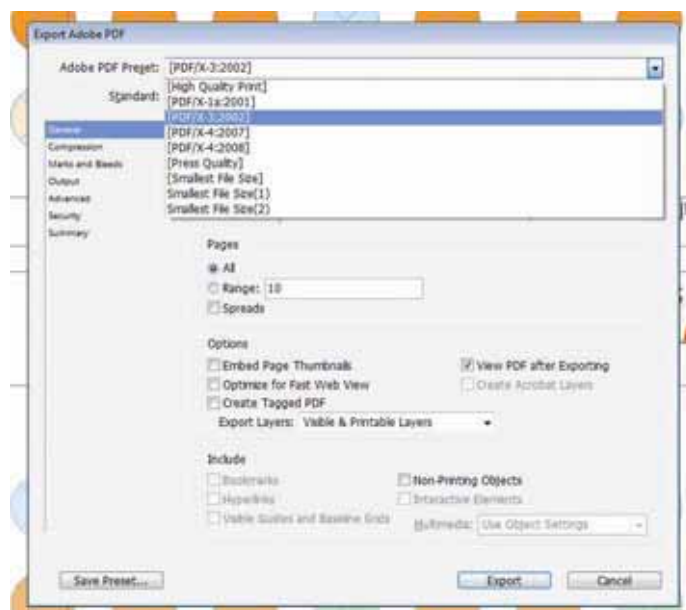 Export Adobe PDF
Adobe PDF Preset: [PDF/X-3:2002]
Standard:
[High Quality Print]
[PDF/X-1a:2001]
[PDF/X-3:2002]
[PDF/X-4:2007]
[PDF/X-4:2008]
[Press Quality]
[Smallest File Size]
Smallest File Size(1)
Smallest File Size(2)
General
Compression
Marks and Bleeds
Output
Advanced
Security
Summary
Pages
All
Range: 10
Spreads
Options
Embed Page Thumbnails
View PDF after Exporting
Optimize for Fast Web View
Create Acrobat Layers
Create Tagged PDF
Export Layers: Visible & Printable Layers
Include
Bookmarks
Non-Printing Objects
Hyperlinks
Interactive Elements
Visible Guides and Baseline Grids
Multimedia: Use Object Settings
Save Preset...
Export
Cancel